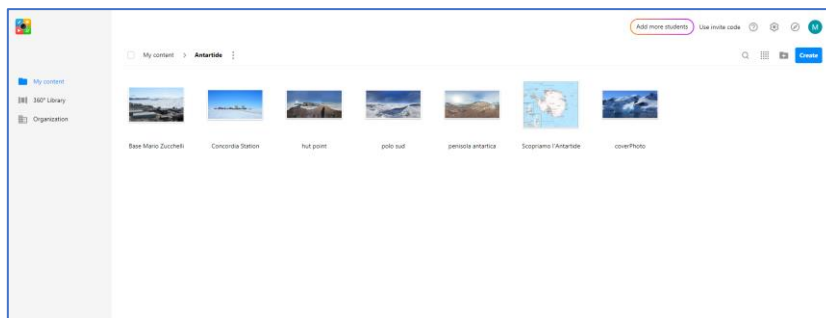 Add more students
Use invite code
M
My content > Antartide
Create
My content
360° Library
Organization
Base Mario Zucchelli
Concordia Station
hut point
polo sud
penisola antartica
Scopriamo l'Antartide
coverPhoto